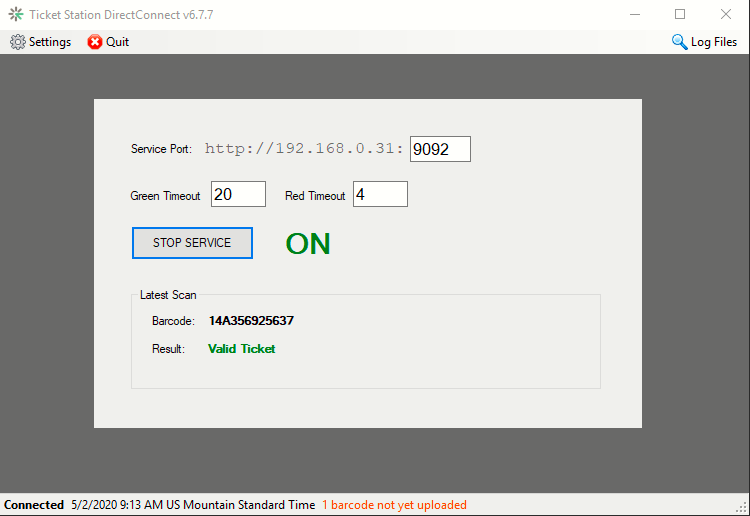 Ticket Station DirectConnect v6.7.7
Settings Quit Log Files
Service Port: http://192.168.0.31: 9092
Green Timeout 20 Red Timeout 4
STOP SERVICE ON
Latest Scan
Barcode: 14A356925637
Result: Valid Ticket
Connected 5/2/2020 9:13 AM US Mountain Standard Time 1 barcode not yet uploaded